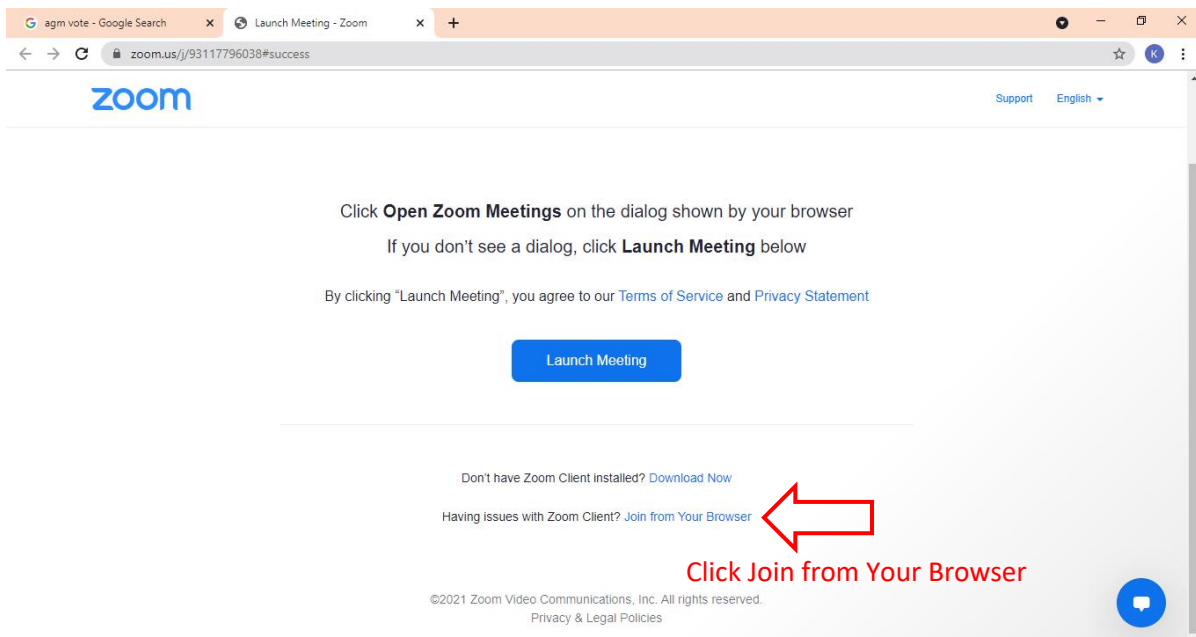 agm vote - Google Search
Launch Meeting - Zoom
zoom.us/j/93117796038#success
K
zoom
Support
English
Click Open Zoom Meetings on the dialog shown by your browser
If you don't see a dialog, click Launch Meeting below
By clicking “Launch Meeting”, you agree to our Terms of Service and Privacy Statement
Launch Meeting
Don't have Zoom Client installed? Download Now
Having issues with Zoom Client? Join from Your Browser
Click Join from Your Browser
©2021 Zoom Video Communications, Inc. All rights reserved.
Privacy & Legal Policies